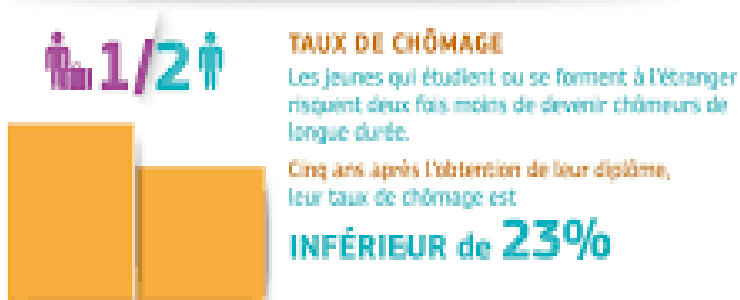 1/2
TAUX DE CHÔMAGE
Les jeunes qui étudient ou se forment à l'étranger
risquent deux fois moins de devenir chômeurs de
longue durée.
Cinq ans après l'obtention de leur diplôme,
leur taux de chômage est
INFÉRIEUR de 23%